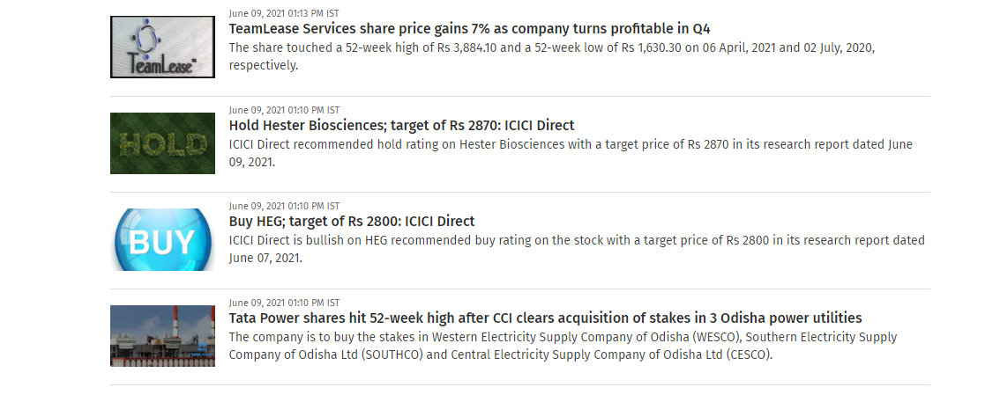 June 09, 2021 01:13 PM IST
TeamLease Services share price gains 7% as company turns profitable in Q4
The share touched a 52-week high of Rs 3,884.10 and a 52-week low of Rs 1,630.30 on 06 April, 2021 and 02 July, 2020,
respectively.
TeamLease
June 09, 2021 01:10 PM IST
Hold Hester Biosciences; target of Rs 2870: ICICI Direct
ICICI Direct recommended hold rating on Hester Biosciences with a target price of Rs 2870 in its research report dated June
09, 2021.
HOLD
June 09, 2021 01:10 PM IST
Buy HEG; target of Rs 2800: ICICI Direct
ICICI Direct is bullish on HEG recommended buy rating on the stock with a target price of Rs 2800 in its research report dated
June 07, 2021.
BUY
June 09, 2021 01:10 PM IST
Tata Power shares hit 52-week high after CCI clears acquisition of stakes in 3 Odisha power utilities
The company is to buy the stakes in Western Electricity Supply Company of Odisha (WESCO), Southern Electricity Supply
Company of Odisha Ltd (SOUTHCO) and Central Electricity Supply Company of Odisha Ltd (CESCO).